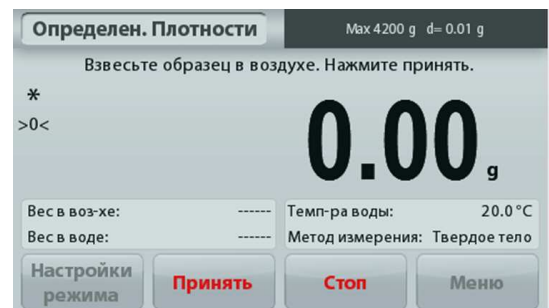 Определен. Плотности
Max 4200 g d= 0.01 g
Взвесьте образец в воздухе. Нажмите принять.
*
>0<
0.00 g
Вес в воз-хе: ------
Темп-ра воды: 20.0 °C
Вес в воде: ------
Метод измерения: Твердое тело
Настройки
режима
Принять
Стоп
Меню